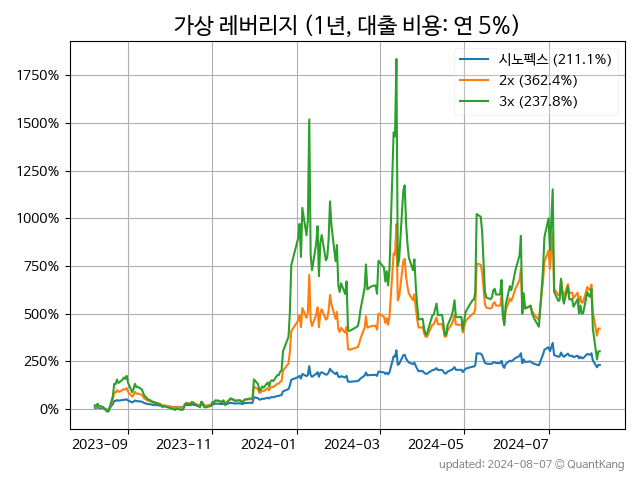 가상 레버리지 (1년, 대출 비용: 연 5%)
시노펙스 (211.1%)
2x (362.4%)
3x (237.8%)
1750%
1500%
1250%
1000%
750%
500%
250%
0%
2023-09 2023-11 2024-01 2024-03 2024-05 2024-07
updated: 2024-08-07 © QuantKang